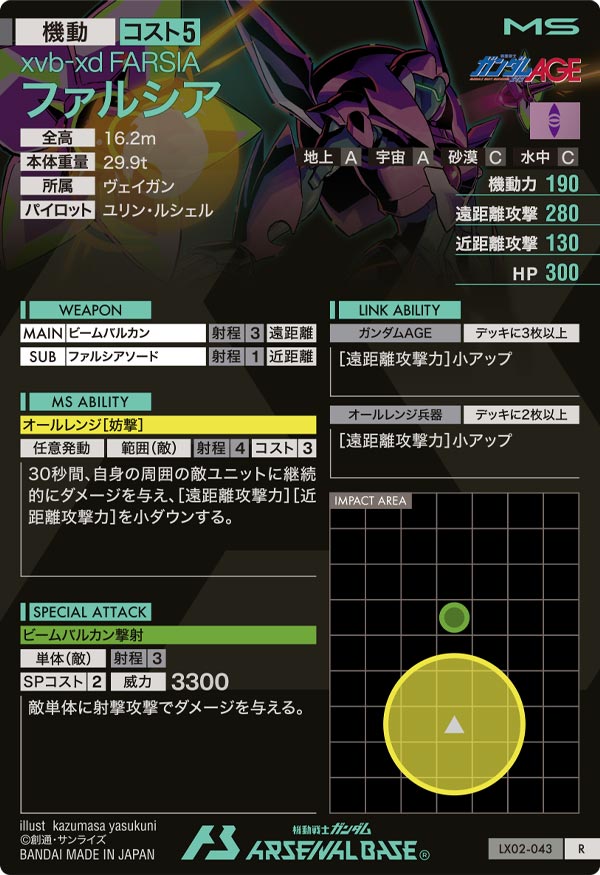 機動 コスト5
MS
xvb-xd FARSIA
ファルシア
機動戦士 ガンダムAGE
全高 16.2m
本体重量 29.9t
所属 ヴェイガン
パイロット ユリン・ルシェル
地上 A 宇宙 A 砂漠 C 水中 C
機動力 190
遠距離攻撃 280
近距離攻撃 130
HP 300
WEAPON
MAIN ビームバルカン 射程 3 遠距離
SUB ファルシアソード 射程 1 近距離
MS ABILITY
オールレンジ[妨撃]
任意発動 範囲(敵) 射程 4 コスト 3
30秒間、自身の周囲の敵ユニットに継続
的にダメージを与え、[遠距離攻撃力][近
距離攻撃力]を小ダウンする。
SPECIAL ATTACK
ビームバルカン撃射
単体(敵) 射程 3
SPコスト 2 威力 3300
敵単体に射撃攻撃でダメージを与える。
LINK ABILITY
ガンダムAGE デッキに3枚以上
[遠距離攻撃力]小アップ
オールレンジ兵器 デッキに2枚以上
[遠距離攻撃力]小アップ
IMPACT AREA
illust kazumasa yasukuni
©創通・サンライズ
BANDAI MADE IN JAPAN
機動戦士ガンダム
ARSENAL BASE®
LX02-043 R